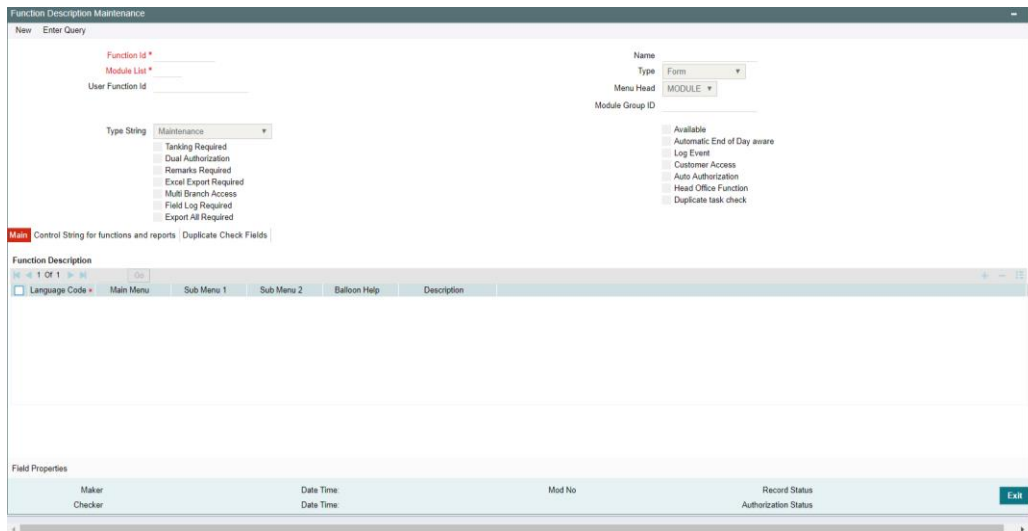 Function Description Maintenance
New Enter Query
Function Id *
Module List *
User Function Id
Name
Type Form
Menu Head MODULE
Module Group ID
Type String Maintenance
Tanking Required
Dual Authorization
Remarks Required
Excel Export Required
Multi Branch Access
Field Log Required
Export All Required
Available
Automatic End of Day aware
Log Event
Customer Access
Auto Authorization
Head Office Function
Duplicate task check
Main Control String for functions and reports Duplicate Check Fields
Function Description
1 Of 1 Go
Language Code * Main Menu Sub Menu 1 Sub Menu 2 Balloon Help Description
Field Properties
Maker Date Time: Mod No Record Status
Checker Date Time: Authorization Status
Exit